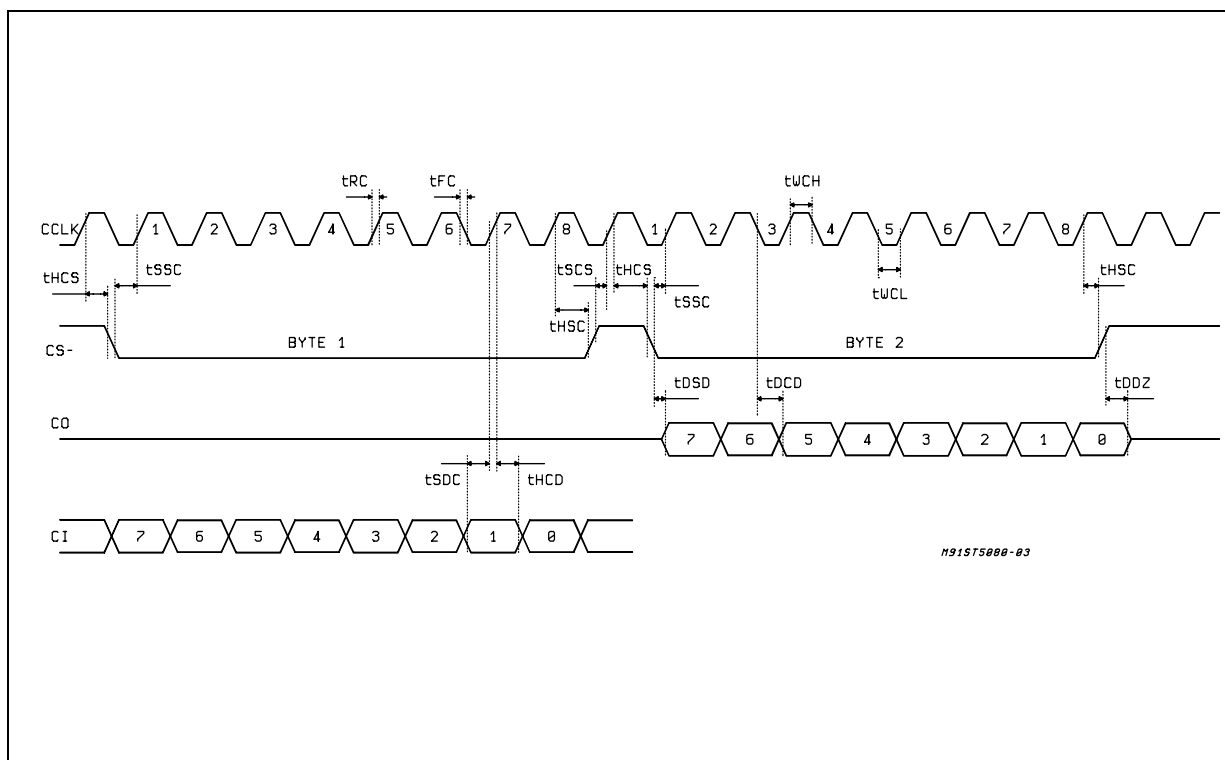 tRC tFC tWCH
CCLK 1 2 3 4 5 6 7 8 1 2 3 4 5 6 7 8
tHCS tSSC tSCS tHCS tSSC tWCL tHSC
tHSC
CS- BYTE 1 BYTE 2
tDSD tDCD tDDZ
CO 7 6 5 4 3 2 1 0
tSDC tHCD
CI 7 6 5 4 3 2 1 0
M91ST5080-03